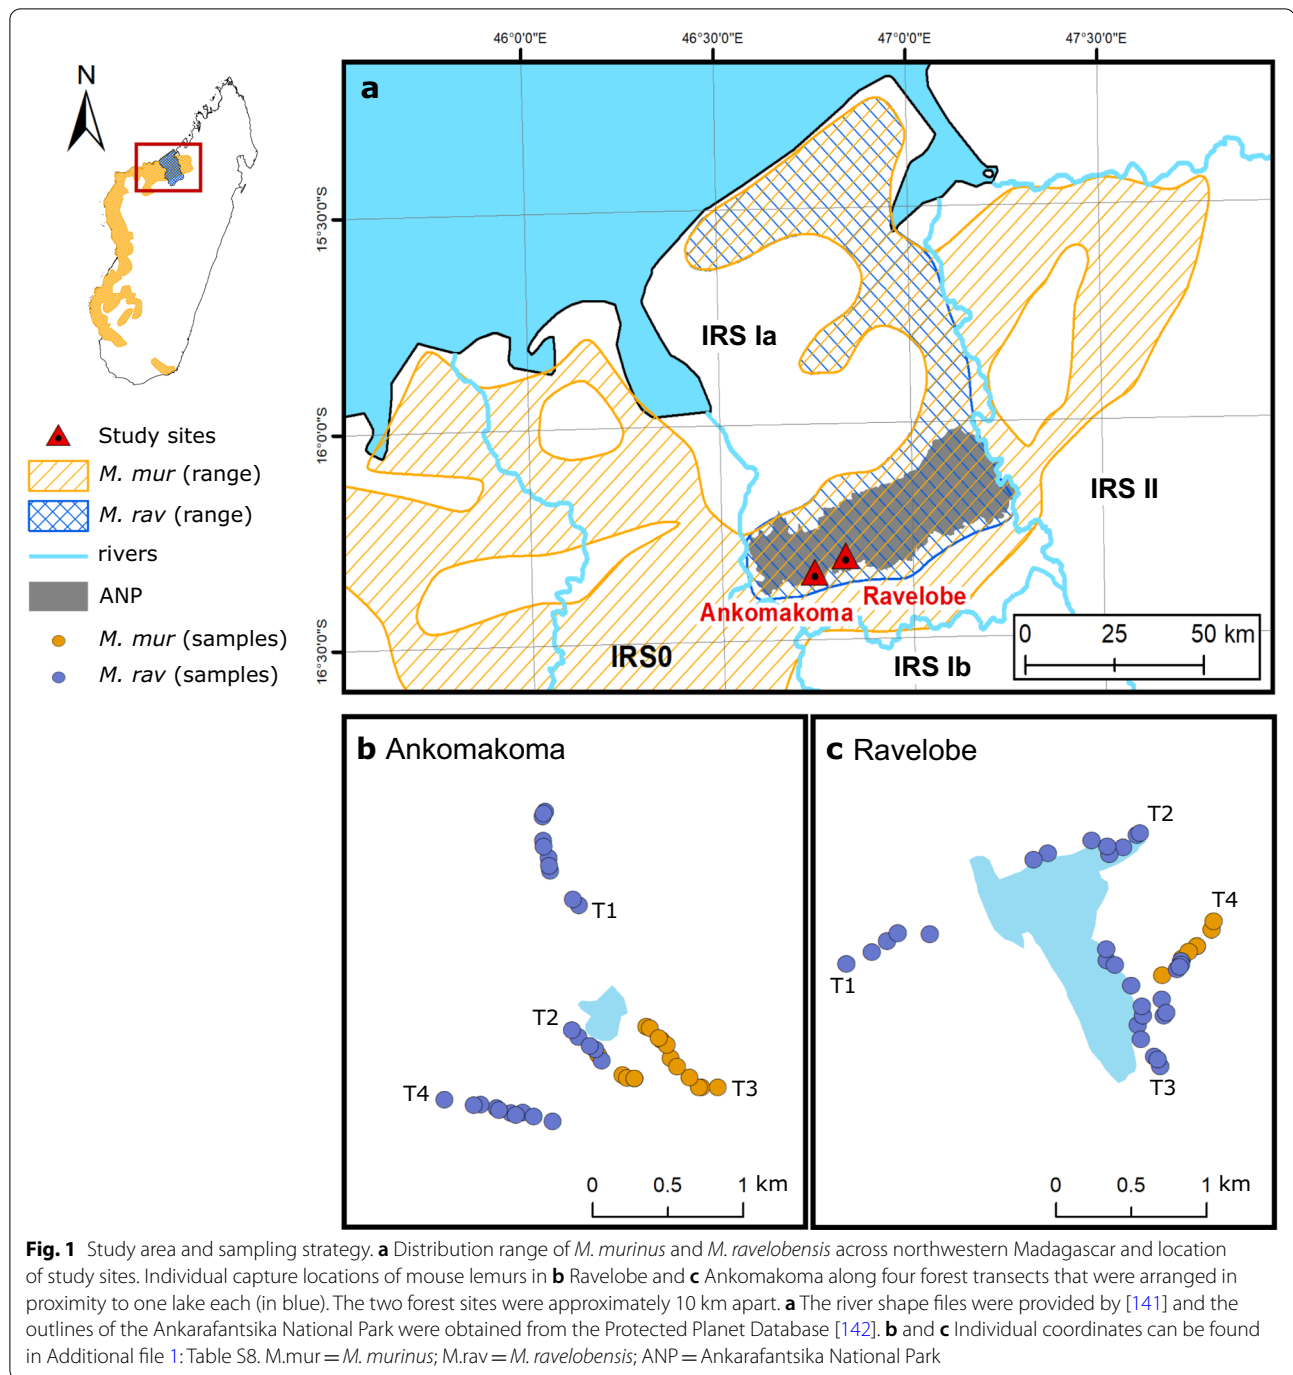 46°0'0"E
46°30'0"E
47°0'0"E
47°30'0"E
N
a
15°30'0"S
16°0'0"S
16°30'0"S
IRS Ia
IRS II
IRS0
IRS Ib
Ankomakoma
Ravelobe
0 25 50 km
Study sites
M. mur (range)
M. rav (range)
rivers
ANP
M. mur (samples)
M. rav (samples)
b Ankomakoma
T1
T2
T3
T4
0 0.5 1 km
c Ravelobe
T2
T4
T1
T3
0 0.5 1 km
Fig. 1 Study area and sampling strategy. a Distribution range of M. murinus and M. ravelobensis across northwestern Madagascar and location
of study sites. Individual capture locations of mouse lemurs in b Ravelobe and c Ankomakoma along four forest transects that were arranged in
proximity to one lake each (in blue). The two forest sites were approximately 10 km apart. a The river shape files were provided by [141] and the
outlines of the Ankarafantsika National Park were obtained from the Protected Planet Database [142]. b and c Individual coordinates can be found
in Additional file 1: Table S8. M.mur = M. murinus; M.rav = M. ravelobensis; ANP = Ankarafantsika National Park